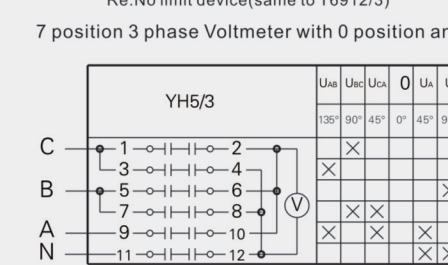 Re:No limit device(same to Y6912/3)
7 position 3 phase Voltmeter with 0 position
YH5/3 UAB UBC UCA 0 UA
135° 90° 45° 0° 45° 9
C 1 2 ×
3 4 ×
B 5 6
7 8 V × ×
A 9 10 × × ×
N 11 12 × ×